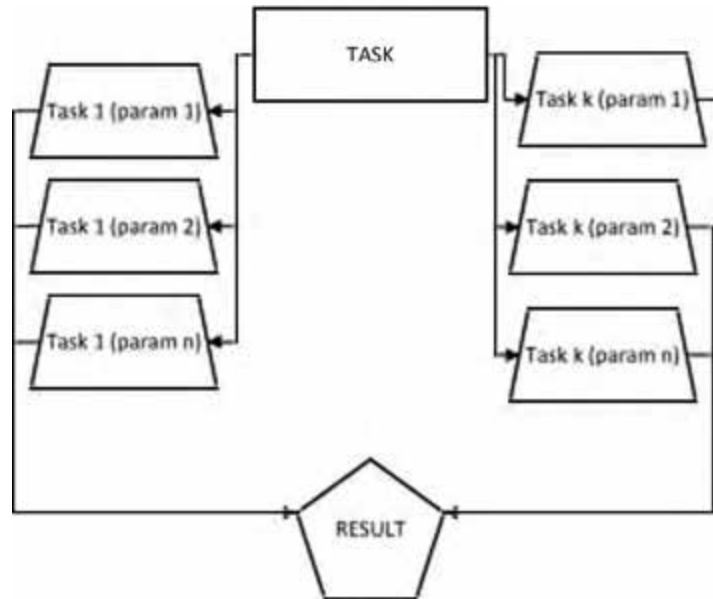 TASK
Task 1 (param 1)
Task k (param 1)
Task 1 (param 2)
Task k (param 2)
Task 1 (param n)
Task k (param n)
RESULT